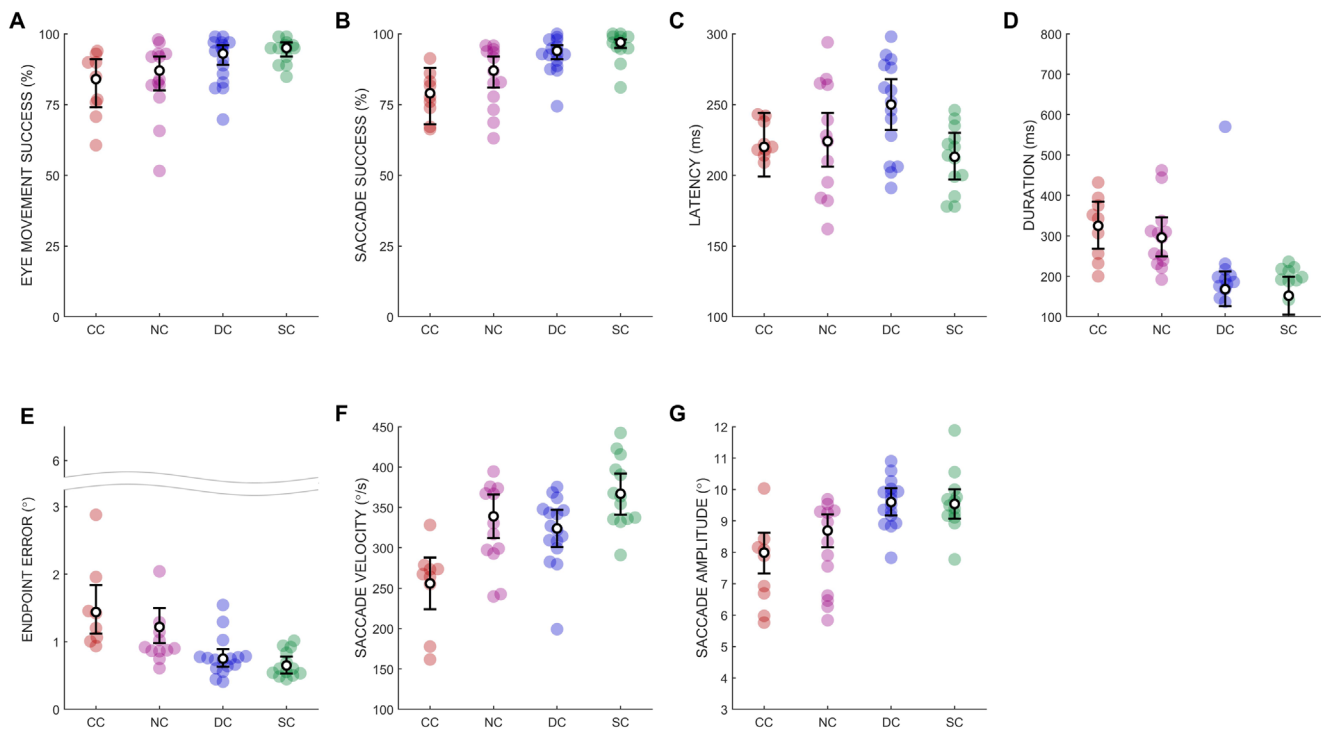 A
EYE MOVEMENT SUCCESS (%)
100
75
50
25
0
CC NC DC SC
B
SACCADE SUCCESS (%)
100
75
50
25
0
CC NC DC SC
C
LATENCY (ms)
300
250
200
150
100
CC NC DC SC
D
DURATION (ms)
800
700
600
500
400
300
200
100
CC NC DC SC
E
ENDPOINT ERROR (°)
6
3
2
1
0
CC NC DC SC
F
SACCADE VELOCITY (°/s)
450
400
350
300
250
200
150
100
CC NC DC SC
G
SACCADE AMPLITUDE (°)
12
11
10
9
8
7
6
5
4
3
CC NC DC SC